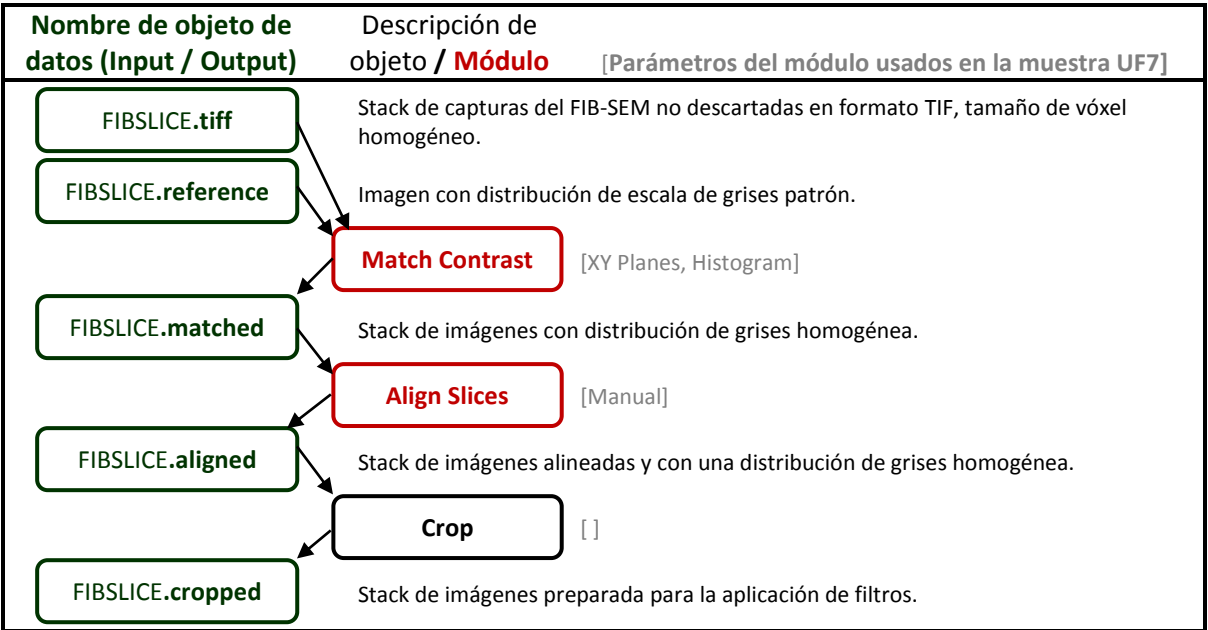 Nombre de objeto de
datos (Input / Output)
Descripción de
objeto / Módulo
[Parámetros del módulo usados en la muestra UF7]
FIBSLICE.tiff
Stack de capturas del FIB-SEM no descartadas en formato TIF, tamaño de vóxel
homogéneo.
FIBSLICE.reference
Imagen con distribución de escala de grises patrón.
Match Contrast
[XY Planes, Histogram]
FIBSLICE.matched
Stack de imágenes con distribución de grises homogénea.
Align Slices
[Manual]
FIBSLICE.aligned
Stack de imágenes alineadas y con una distribución de grises homogénea.
Crop
[ ]
FIBSLICE.cropped
Stack de imágenes preparada para la aplicación de filtros.